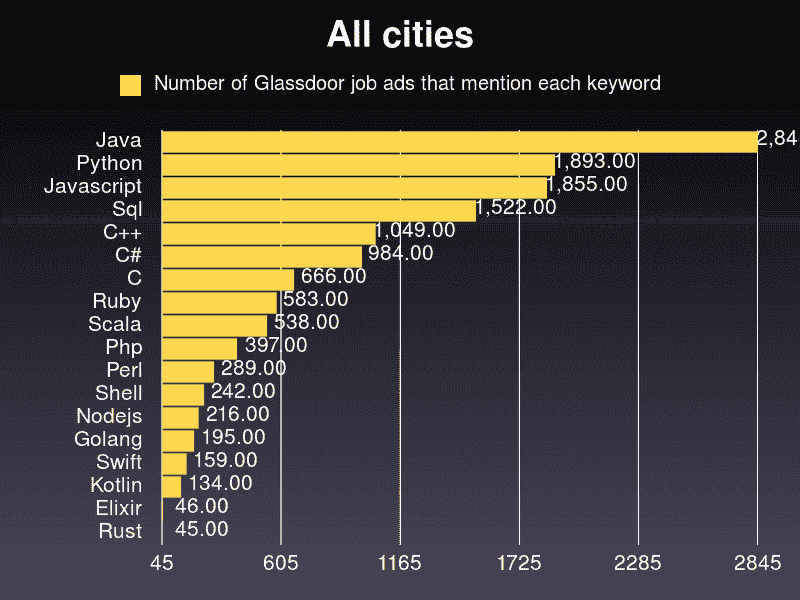 All cities
Number of Glassdoor job ads that mention each keyword
Java 2,84
Python 1,893.00
Javascript 1,855.00
Sql 1,522.00
C++ 1,049.00
C# 984.00
C 666.00
Ruby 583.00
Scala 538.00
Php 397.00
Perl 289.00
Shell 242.00
Nodejs 216.00
Golang 195.00
Swift 159.00
Kotlin 134.00
Elixir 46.00
Rust 45.00
45 605 1165 1725 2285 2845